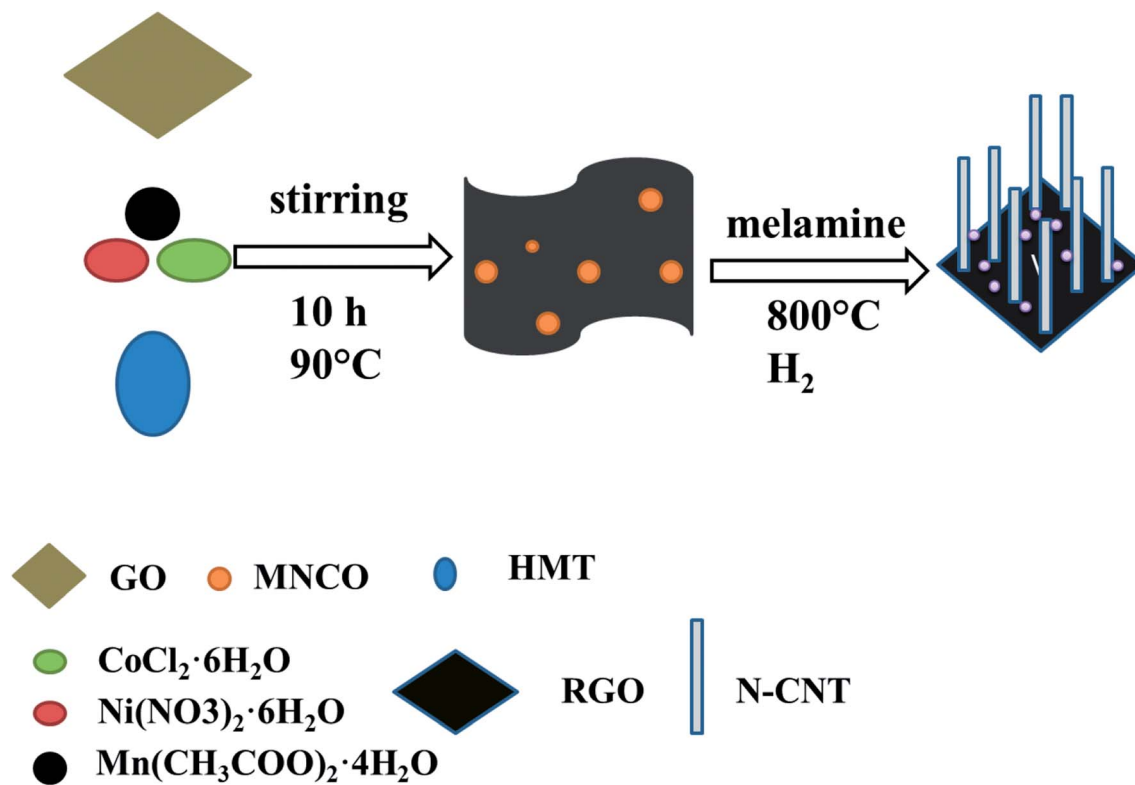 stirring
10 h
90°C
melamine
800°C
H₂
GO
MNCO
HMT
CoCl₂·6H₂O
Ni(NO3)₂·6H₂O
Mn(CH₃COO)₂·4H₂O
RGO
N-CNT